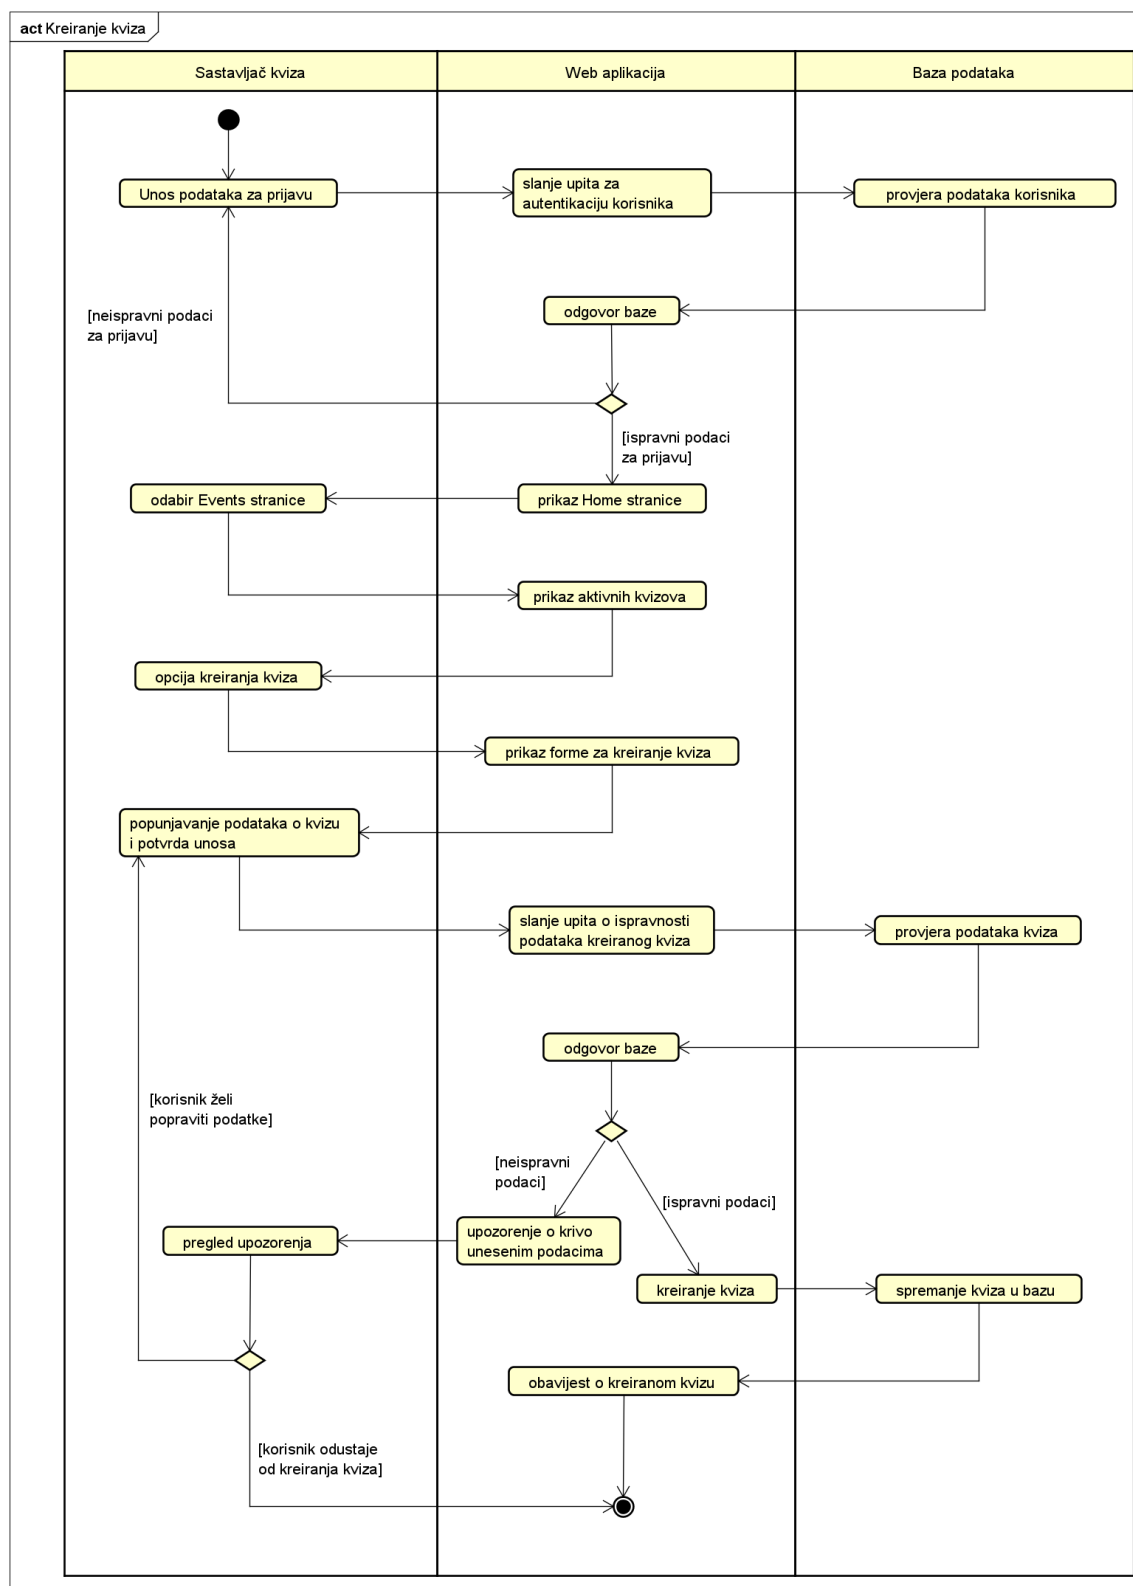 act Kreiranje kviza
Sastavljač kviza
Web aplikacija
Baza podataka
Unos podataka za prijavu
slanje upita za
autentikaciju korisnika
provjera podataka korisnika
[neispravni podaci
za prijavu]
odgovor baze
[ispravni podaci
za prijavu]
odabir Events stranice
prikaz Home stranice
prikaz aktivnih kvizova
opcija kreiranja kviza
prikaz forme za kreiranje kviza
popunjavanje podataka o kvizu
i potvrda unosa
slanje upita o ispravnosti
podataka kreiranog kviza
provjera podataka kviza
odgovor baze
[korisnik želi
popraviti podatke]
[neispravni
podaci]
[ispravni podaci]
pregled upozorenja
upozorenje o krivo
unesenim podacima
kreiranje kviza
spremanje kviza u bazu
obavijest o kreiranom kvizu
[korisnik odustaje
od kreiranja kviza]